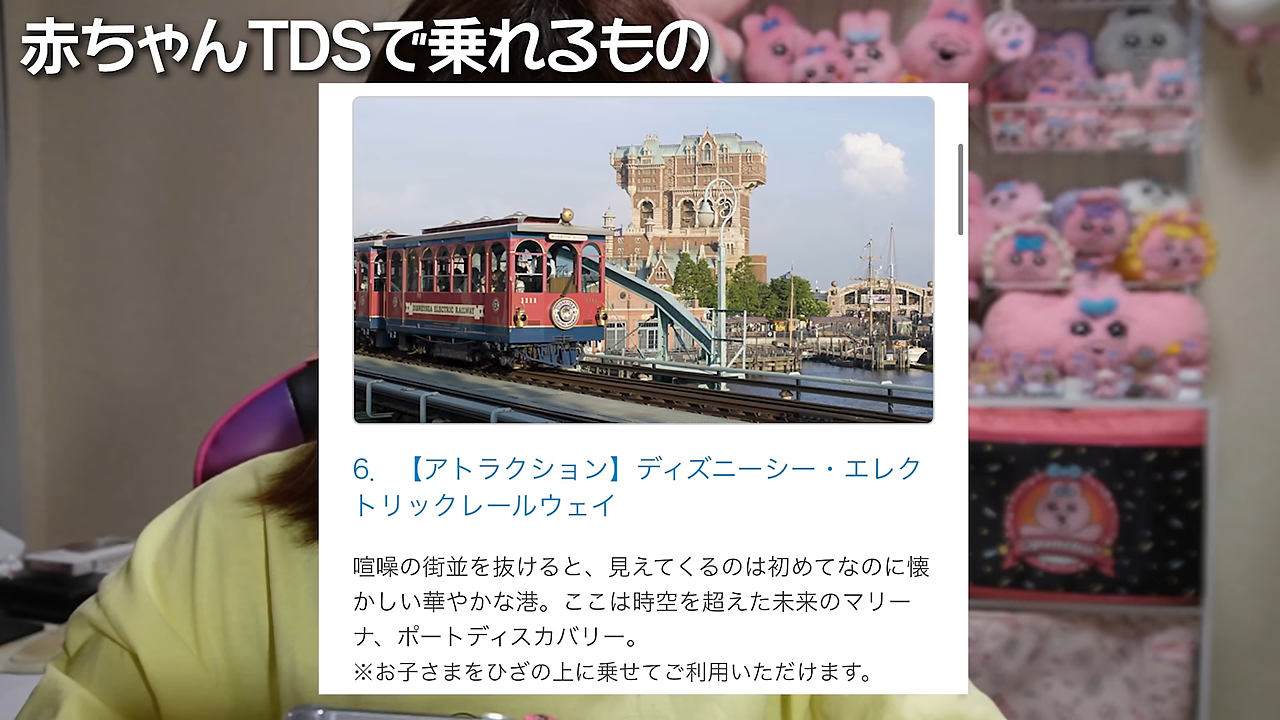 赤ちゃんTDSで乗れるもの
DISNEYSEA ELECTRIC RAILWAY
6．【アトラクション】ディズニーシー・エレク
トリックレールウェイ
喧噪の街並を抜けると、見えてくるのは初めてなのに懐
かしい華やかな港。ここは時空を超えた未来のマリー
ナ、ポートディスカバリー。
※お子さまをひざの上に乗せてご利用いただけます。